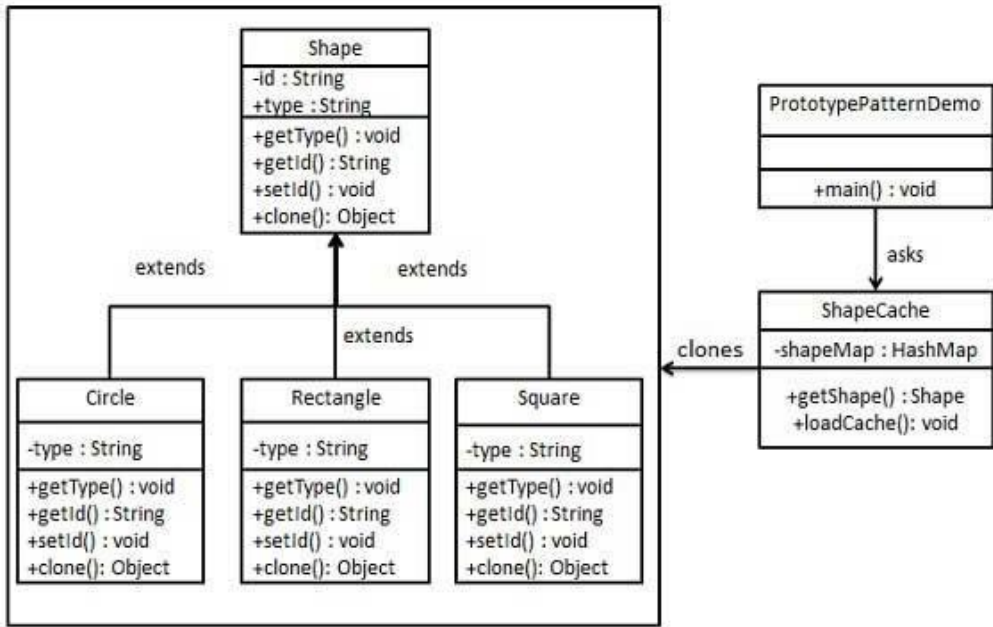 Shape
-id : String
+type : String
+getType() : void
+getId() : String
+setId() : void
+clone(): Object
extends
extends
extends
Circle
-type : String
+getType() : void
+getId() : String
+setId() : void
+clone(): Object
Rectangle
-type : String
+getType() : void
+getId() : String
+setId() : void
+clone(): Object
Square
-type : String
+getType() : void
+getId() : String
+setId() : void
+clone(): Object
PrototypePatternDemo
+main() : void
asks
ShapeCache
-shapeMap : HashMap
+getShape() : Shape
+loadCache(): void
clones